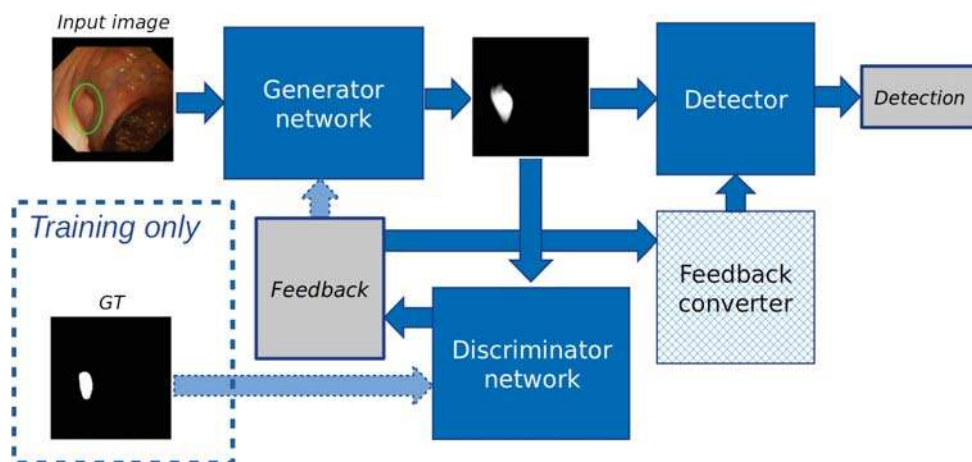 Input image
Generator
network
Detector
Detection
Training only
Feedback
Feedback
converter
GT
Discriminator
network